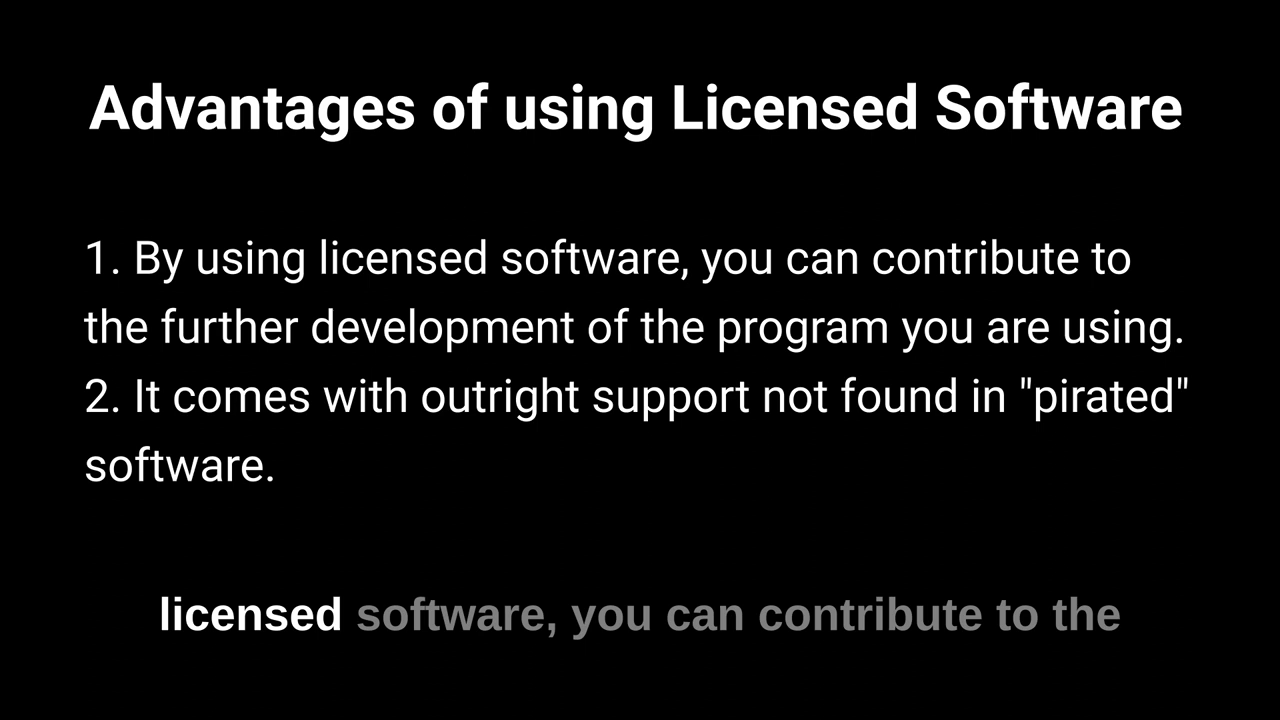 Advantages of using Licensed Software
1. By using licensed software, you can contribute to
the further development of the program you are using.
2. It comes with outright support not found in "pirated"
software.
licensed software, you can contribute to the